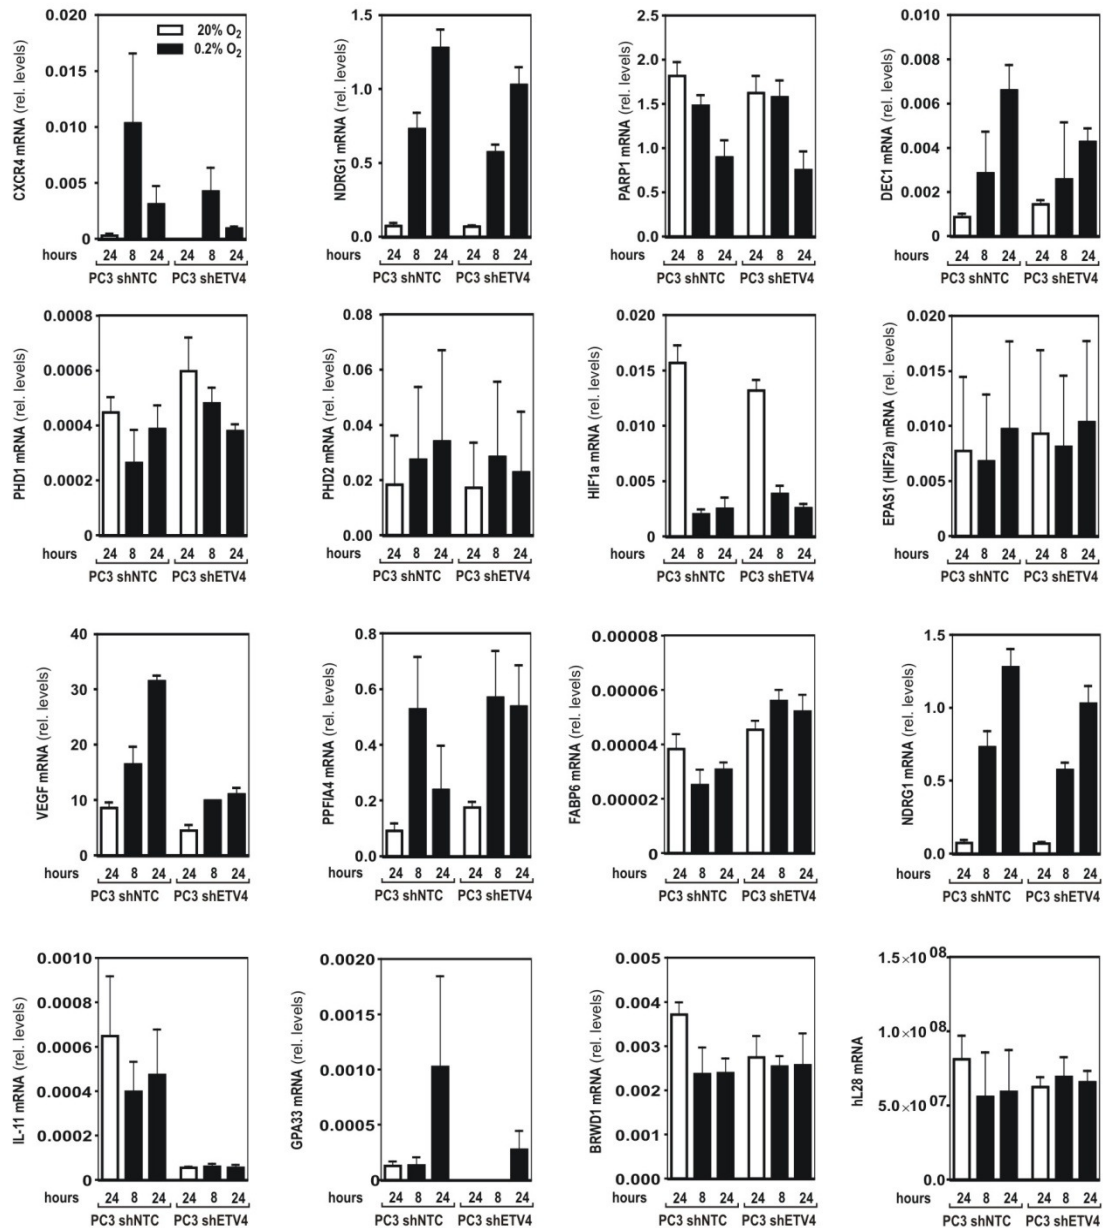 CXCR4 mRNA (rel. levels)
0.020
0.015
0.010
0.005
0
20% O2
0.2% O2
hours
24 8 24 24 8 24
PC3 shNTC PC3 shETV4
NDRG1 mRNA (rel. levels)
1.5
1.0
0.5
0.0
24 8 24 24 8 24
PC3 shNTC PC3 shETV4
PARP1 mRNA (rel. levels)
2.5
2.0
1.5
1.0
2.5
0.0
24 8 24 24 8 24
PC3 shNTC PC3 shETV4
DEC1 mRNA (rel. levels)
0.010
0.008
0.006
0.004
0.002
0
24 8 24 24 8 24
PC3 shNTC PC3 shETV4
PHD1 mRNA (rel. levels)
0.0008
0.0006
0.0004
0.0002
0
hours
24 8 24 24 8 24
PC3 shNTC PC3 shETV4
PHD2 mRNA (rel. levels)
0.08
0.06
0.04
0.02
0.00
hours
24 8 24 24 8 24
PC3 shNTC PC3 shETV4
HIF1a mRNA (rel. levels)
0.020
0.015
0.010
0.005
0
hours
24 8 24 24 8 24
PC3 shNTC PC3 shETV4
EPAS1 (HIF2a) mRNA (rel. levels)
0.020
0.015
0.010
0.005
0
hours
24 8 24 24 8 24
PC3 shNTC PC3 shETV4
VEGF mRNA (rel. levels)
40
30
20
10
0
hours
24 8 24 24 8 24
PC3 shNTC PC3 shETV4
PPFIA4 mRNA (rel. levels)
0.8
0.6
0.4
0.2
0.0
hours
24 8 24 24 8 24
PC3 shNTC PC3 shETV4
FABP6 mRNA (rel. levels)
0.00008
0.00006
0.00004
0.00002
0
hours
24 8 24 24 8 24
PC3 shNTC PC3 shETV4
NDRG1 mRNA (rel. levels)
1.5
1.0
0.5
0.0
hours
24 8 24 24 8 24
PC3 shNTC PC3 shETV4
IL-11 mRNA (rel. levels)
0.0010
0.0008
0.0006
0.0004
0.0002
0
hours
24 8 24 24 8 24
PC3 shNTC PC3 shETV4
GPA33 mRNA (rel. levels)
0.0020
0.0015
0.0010
0.0005
0
hours
24 8 24 24 8 24
PC3 shNTC PC3 shETV4
BRWD1 mRNA (rel. levels)
0.005
0.004
0.003
0.002
0.001
0.000
hours
24 8 24 24 8 24
PC3 shNTC PC3 shETV4
hL28 mRNA
1.5×10 08
1.0×10 08
5.0×10 07
0.0
hours
24 8 24 24 8 24
PC3 shNTC PC3 shETV4